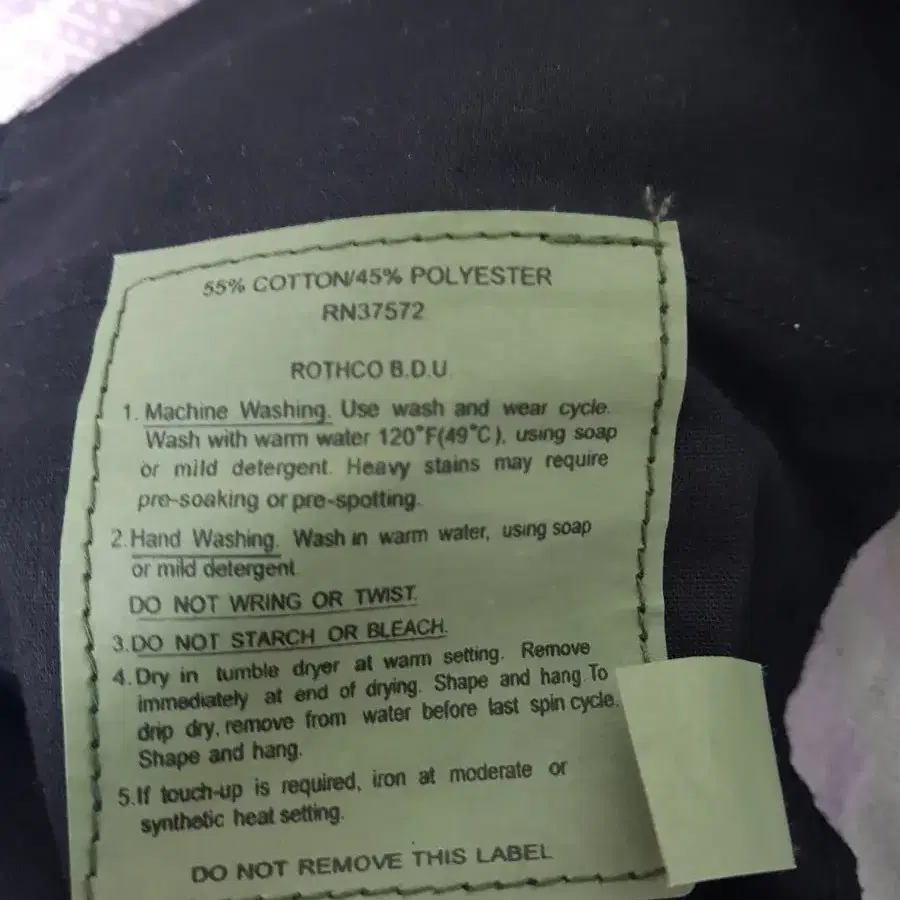 55% COTTON/45% POLYESTER
RN37572
ROTHCO B.D.U.
1. Machine Washing. Use wash and wear cycle.
Wash with warm water 120°F(49°C), using soap
or mild detergent. Heavy stains may require
pre-soaking or pre-spotting.
2. Hand Washing. Wash in warm water, using soap
or mild detergent.
DO NOT WRING OR TWIST.
3. DO NOT STARCH OR BLEACH.
4. Dry in tumble dryer at warm setting. Remove
immediately at end of drying. Shape and hang. To
drip dry, remove from water before last spin cycle.
Shape and hang.
5. If touch-up is required, iron at moderate or
synthetic heat setting.
DO NOT REMOVE THIS LABEL